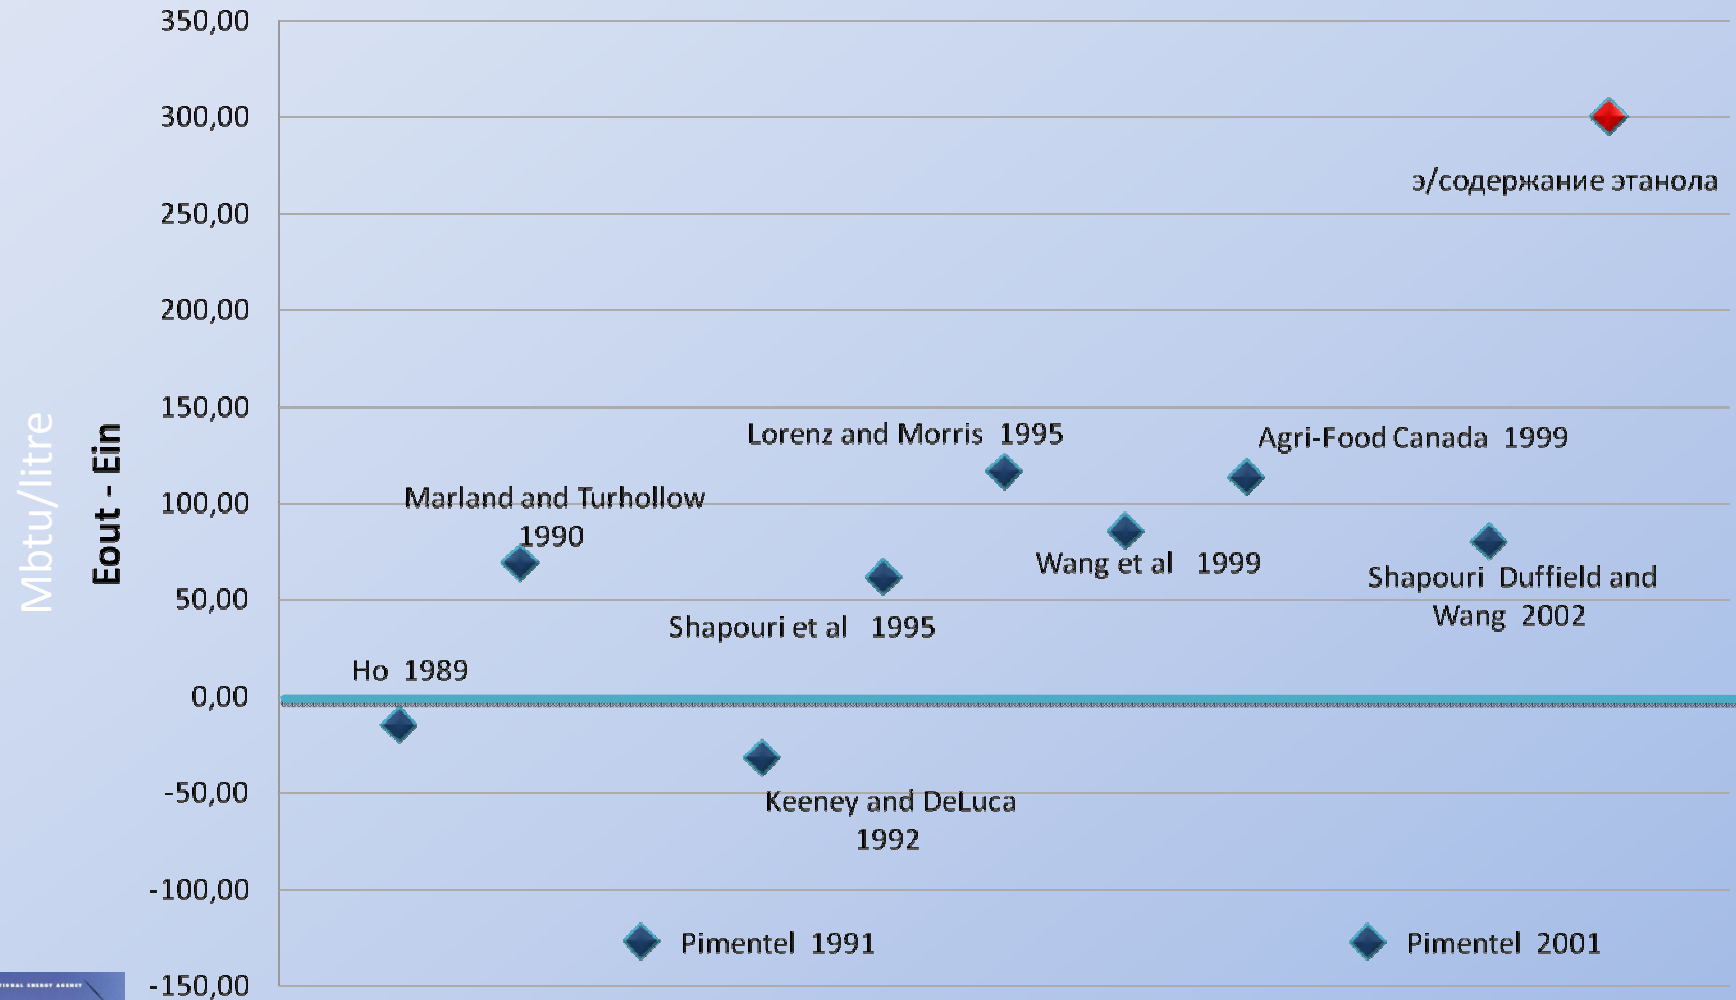 350,00
300,00
э/содержание этанола
250,00
200,00
150,00
Lorenz and Morris 1995
Agri-Food Canada 1999
Marland and Turhollow
1990
100,00
Wang et al 1999
Shapouri Duffield and
Wang 2002
50,00
Shapouri et al 1995
Ho 1989
0,00
-50,00
Keeney and DeLuca
1992
-100,00
Pimentel 1991
Pimentel 2001
-150,00
Mbtu/litre
Eout - Ein
TIONAL ENERGY AGENCY